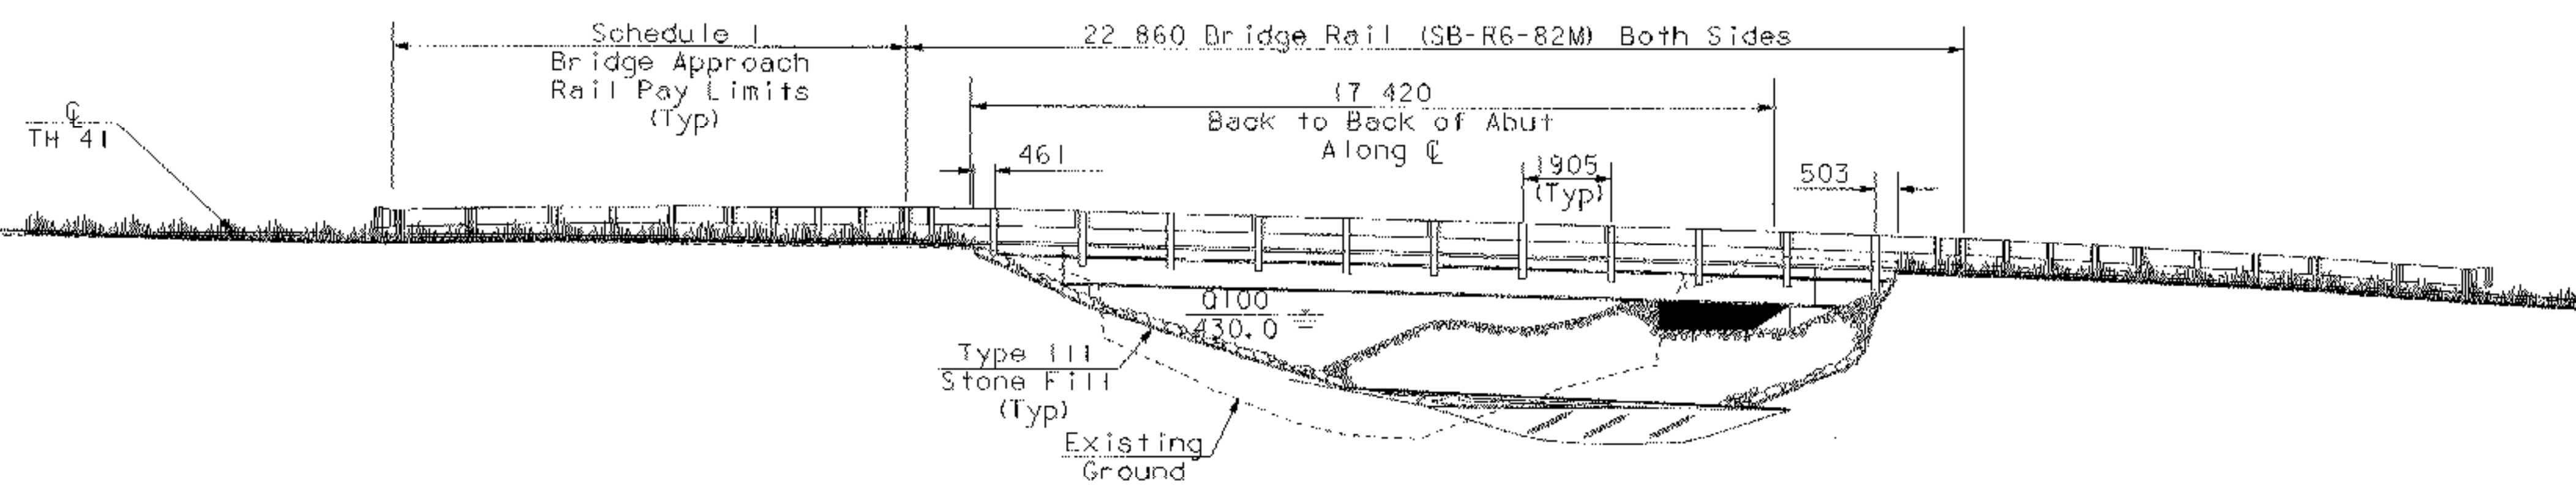 Schedule 1
Bridge Approach
Rail Pay Limits
(Typ)
22 860 Bridge Rail (SB-R6-82M) Both Sides
17 420
Back to Back of Abut
Along ℄
℄
TH 41
461
1905
(Typ)
503
Q100
430.0
Type III
Stone Fill
(Typ)
Existing
Ground